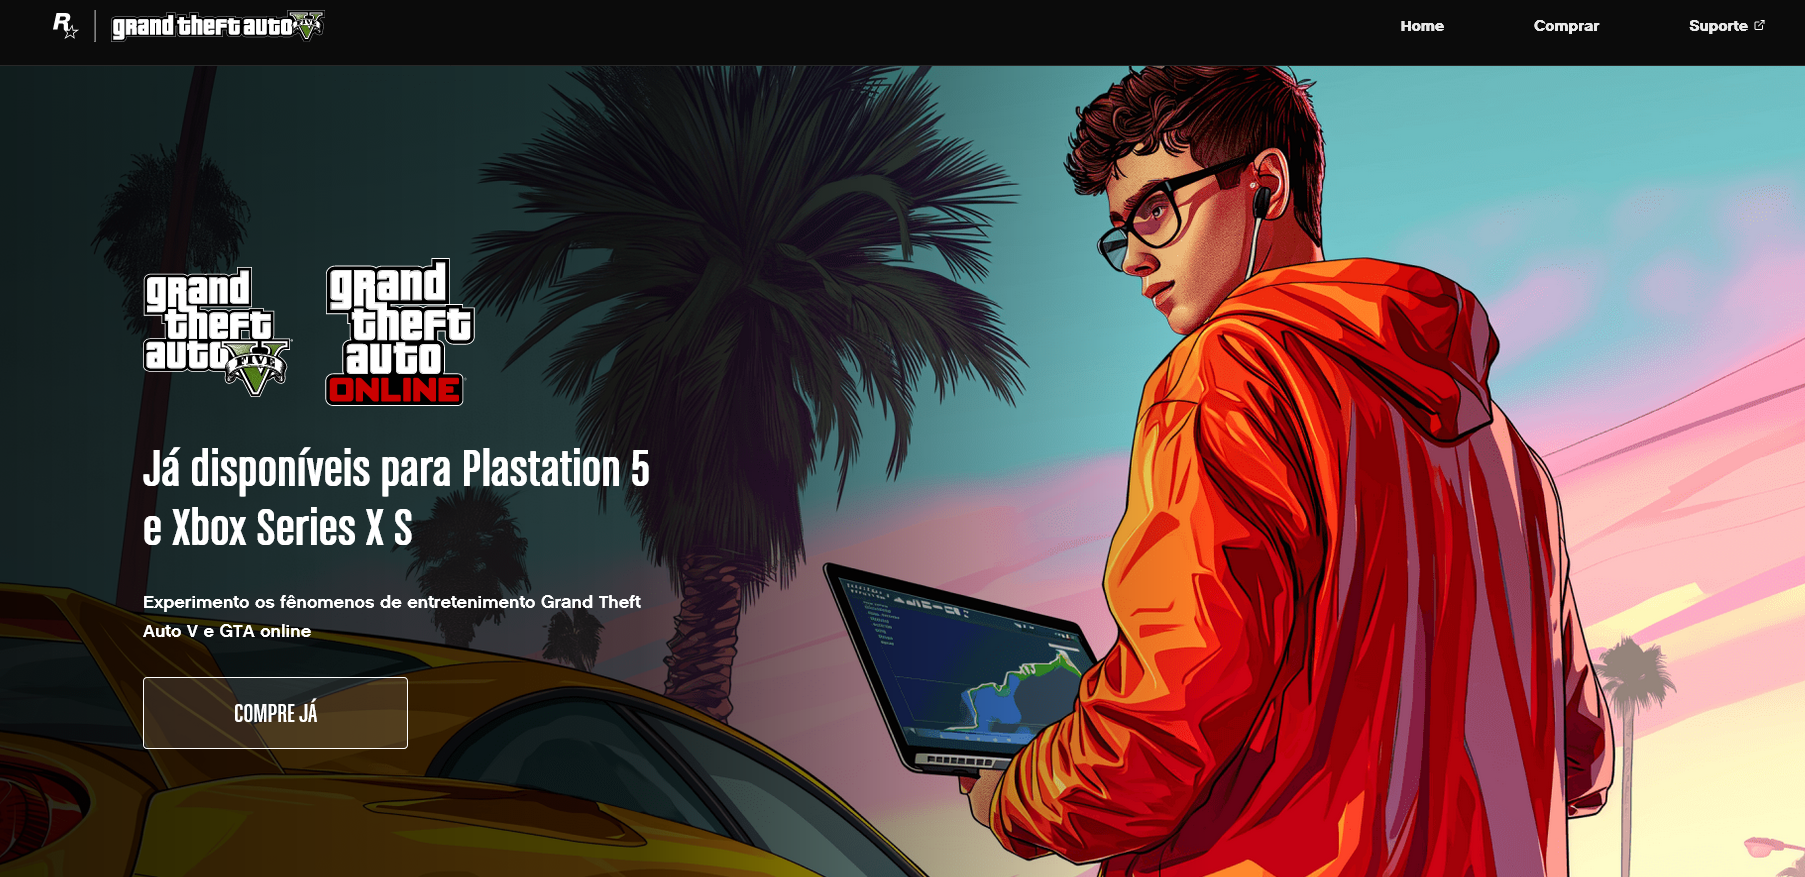 R
grand theft auto V FIVE
Home
Comprar
Suporte
grand
theft
auto V
FIVE
grand
theft
auto
ONLINE
Já disponíveis para Plastation 5
e Xbox Series X S
Experimento os fênomenos de entretenimento Grand Theft
Auto V e GTA online
COMPRE JÁ